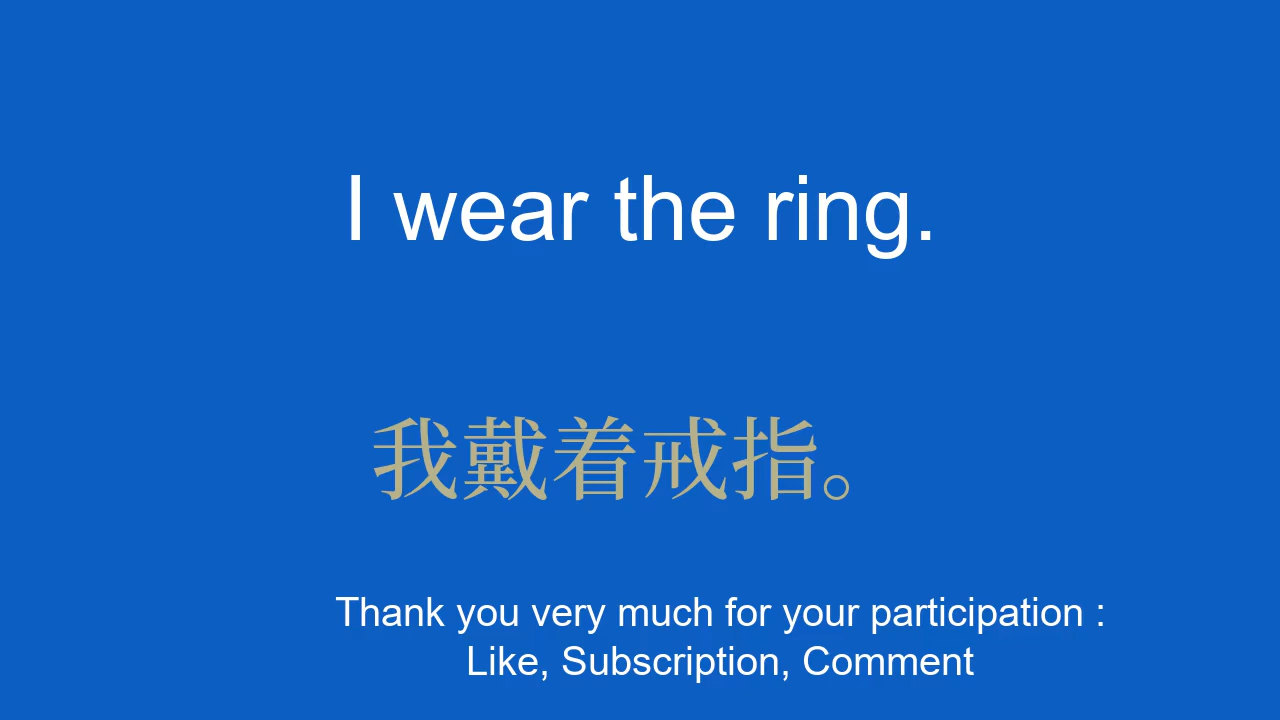 I wear the ring.
我戴着戒指。
Thank you very much for your participation :
Like, Subscription, Comment